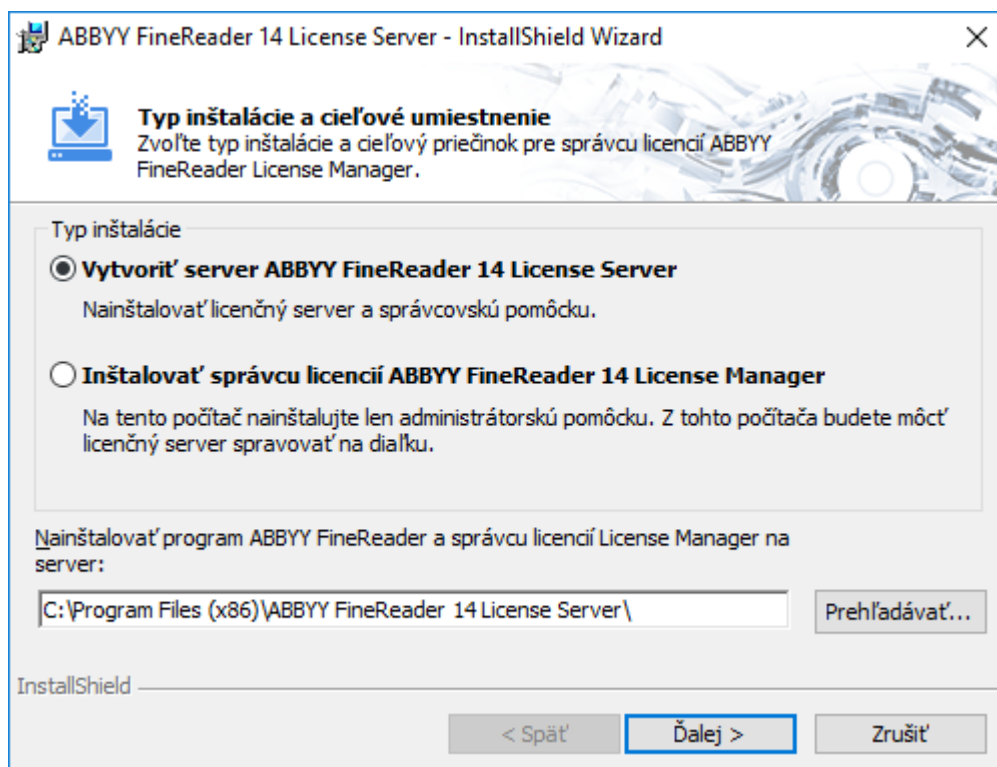 ABBYY FineReader 14 License Server - InstallShield Wizard
Typ inštalácie a cieľové umiestnenie
Zvoľte typ inštalácie a cieľový priečinok pre správcu licencií ABBYY
FineReader License Manager.
Typ inštalácie
Vytvoriť server ABBYY FineReader 14 License Server
Nainštalovať licenčný server a správcovskú pomôcku.
Inštalovať správcu licencií ABBYY FineReader 14 License Manager
Na tento počítač nainštalujte len administrátorskú pomôcku. Z tohto počítača budete môcť
licenčný server spravovať na diaľku.
Nainštalovať program ABBYY FineReader a správcu licencií License Manager na
server:
C:\Program Files (x86)\ABBYY FineReader 14 License Server\
Prehľadávať...
InstallShield
< Späť
Ďalej >
Zrušiť